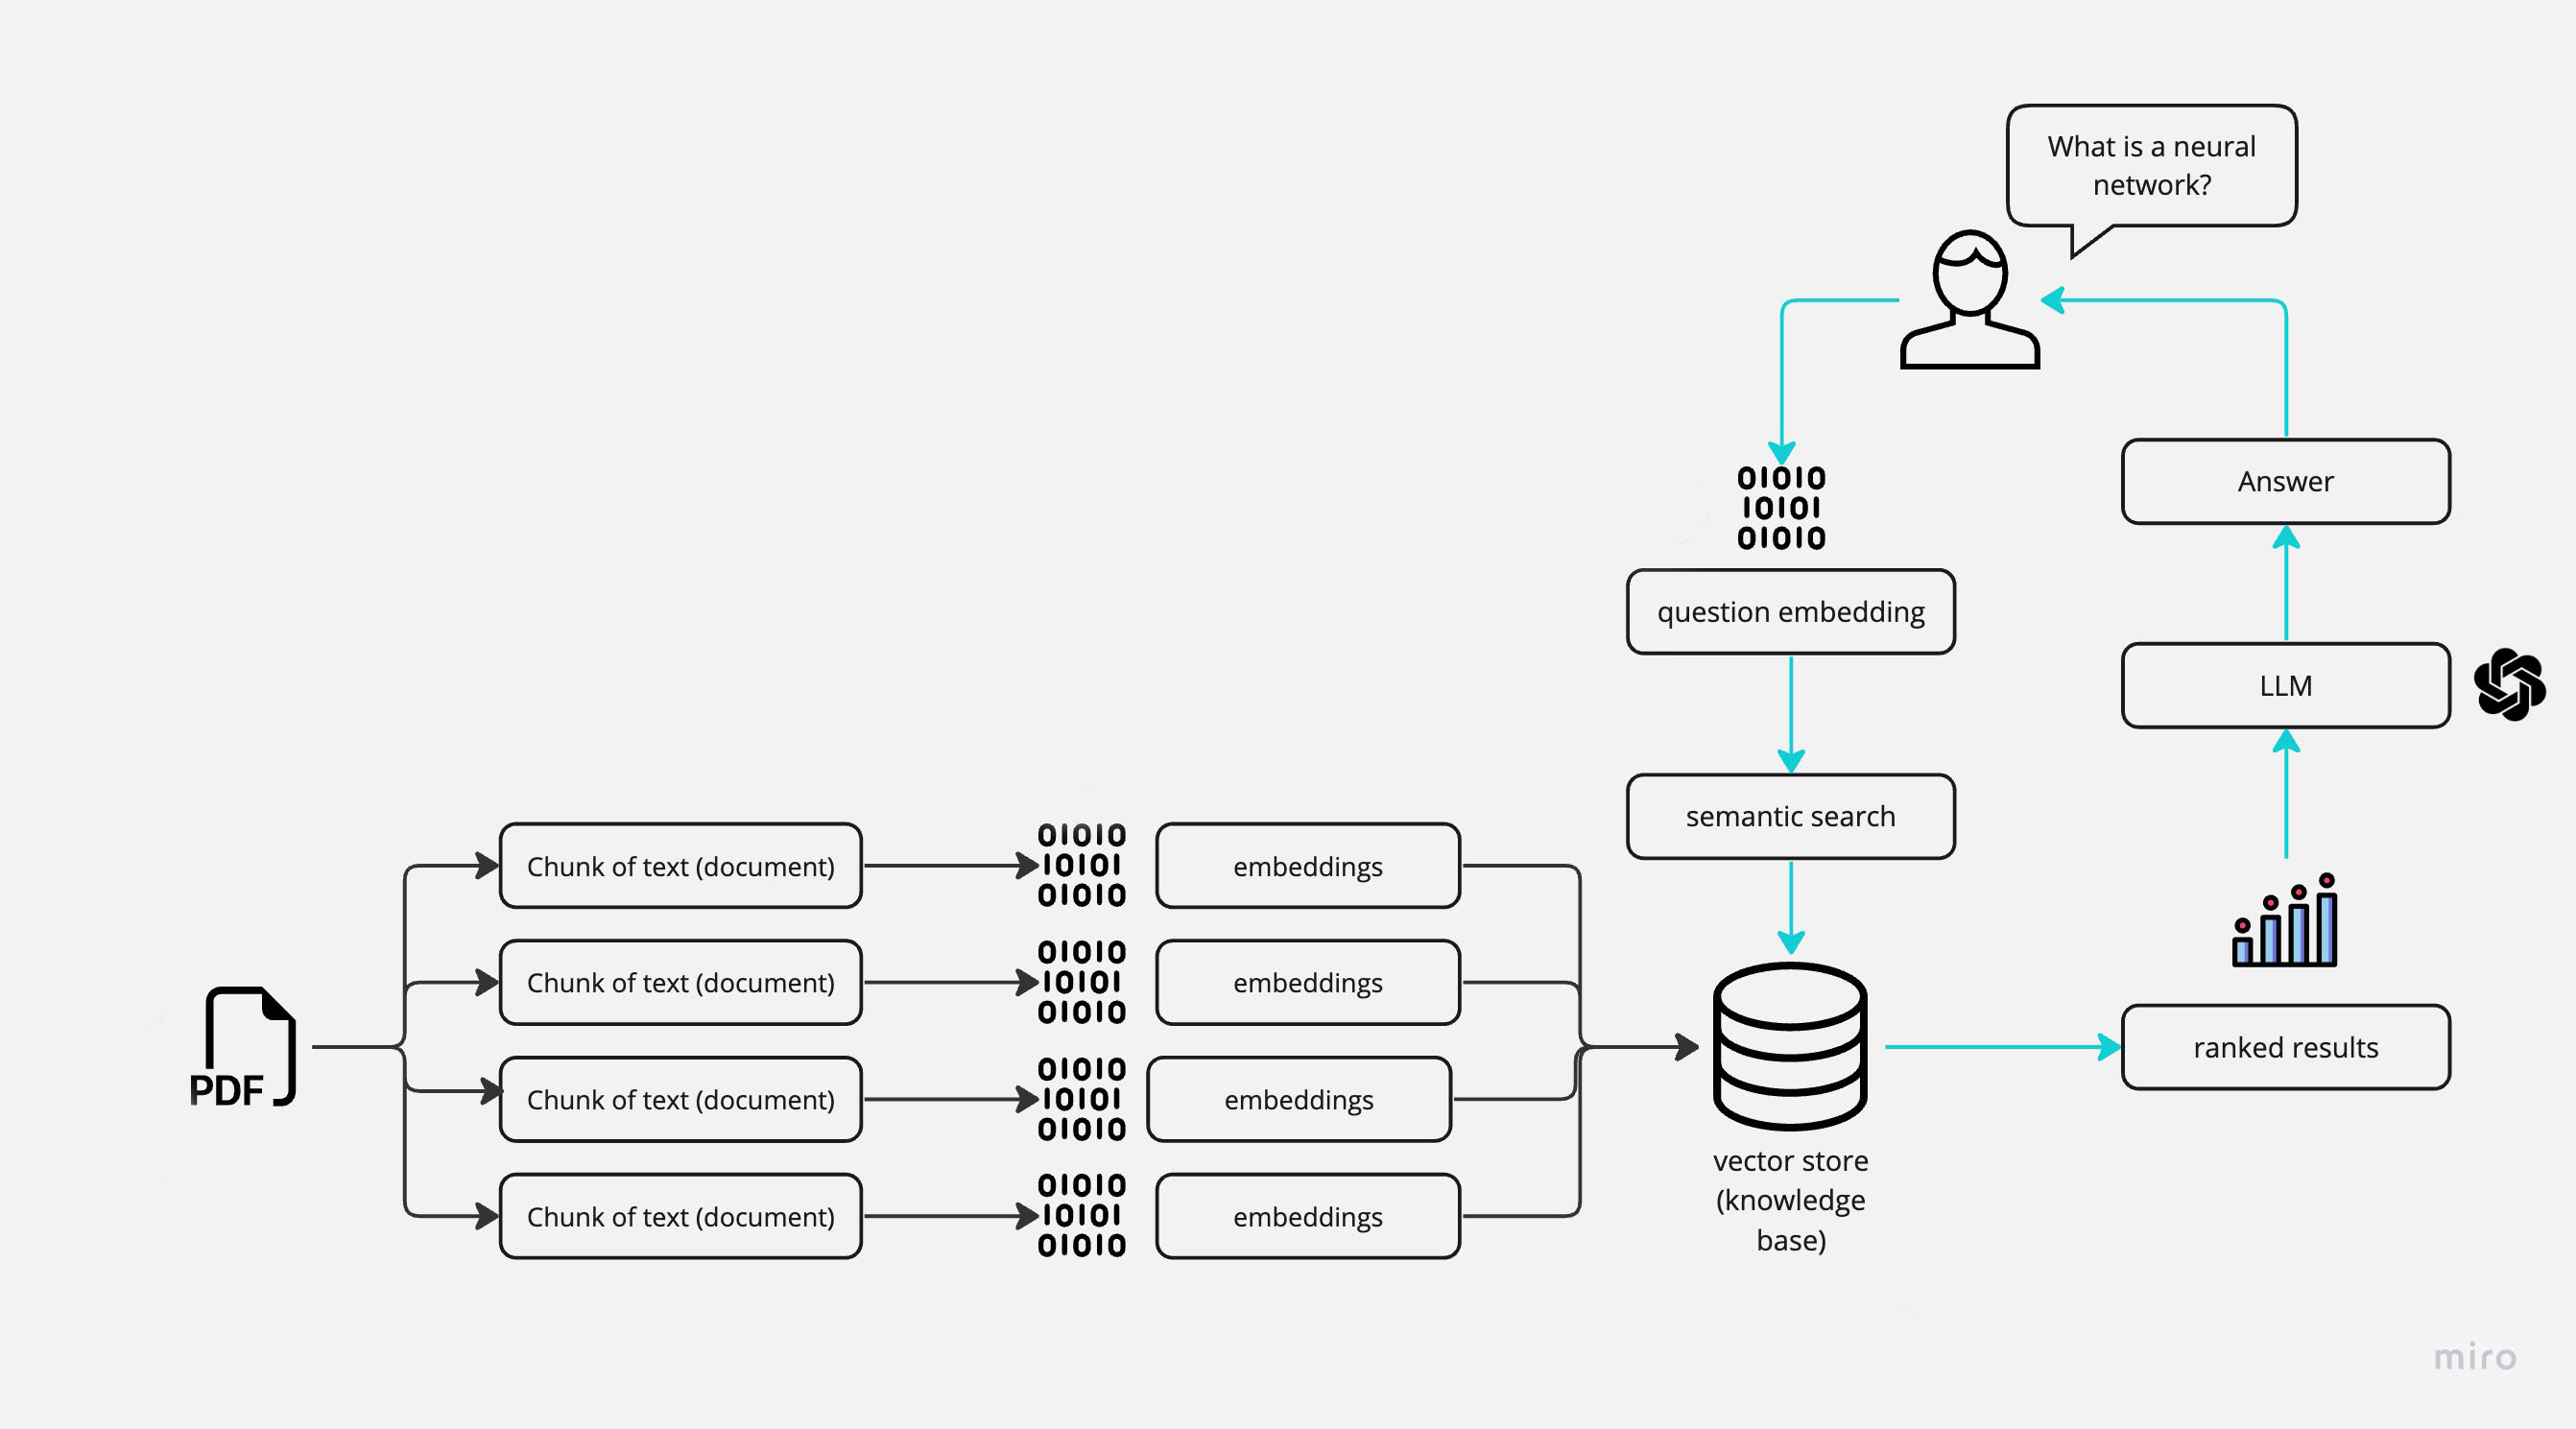 What is a neural
network?
01010
10101
01010
question embedding
semantic search
Answer
LLM
PDF
Chunk of text (document)
01010
10101
01010
embeddings
Chunk of text (document)
01010
10101
01010
embeddings
Chunk of text (document)
01010
10101
01010
embeddings
Chunk of text (document)
01010
10101
01010
embeddings
vector store
(knowledge
base)
ranked results
miro